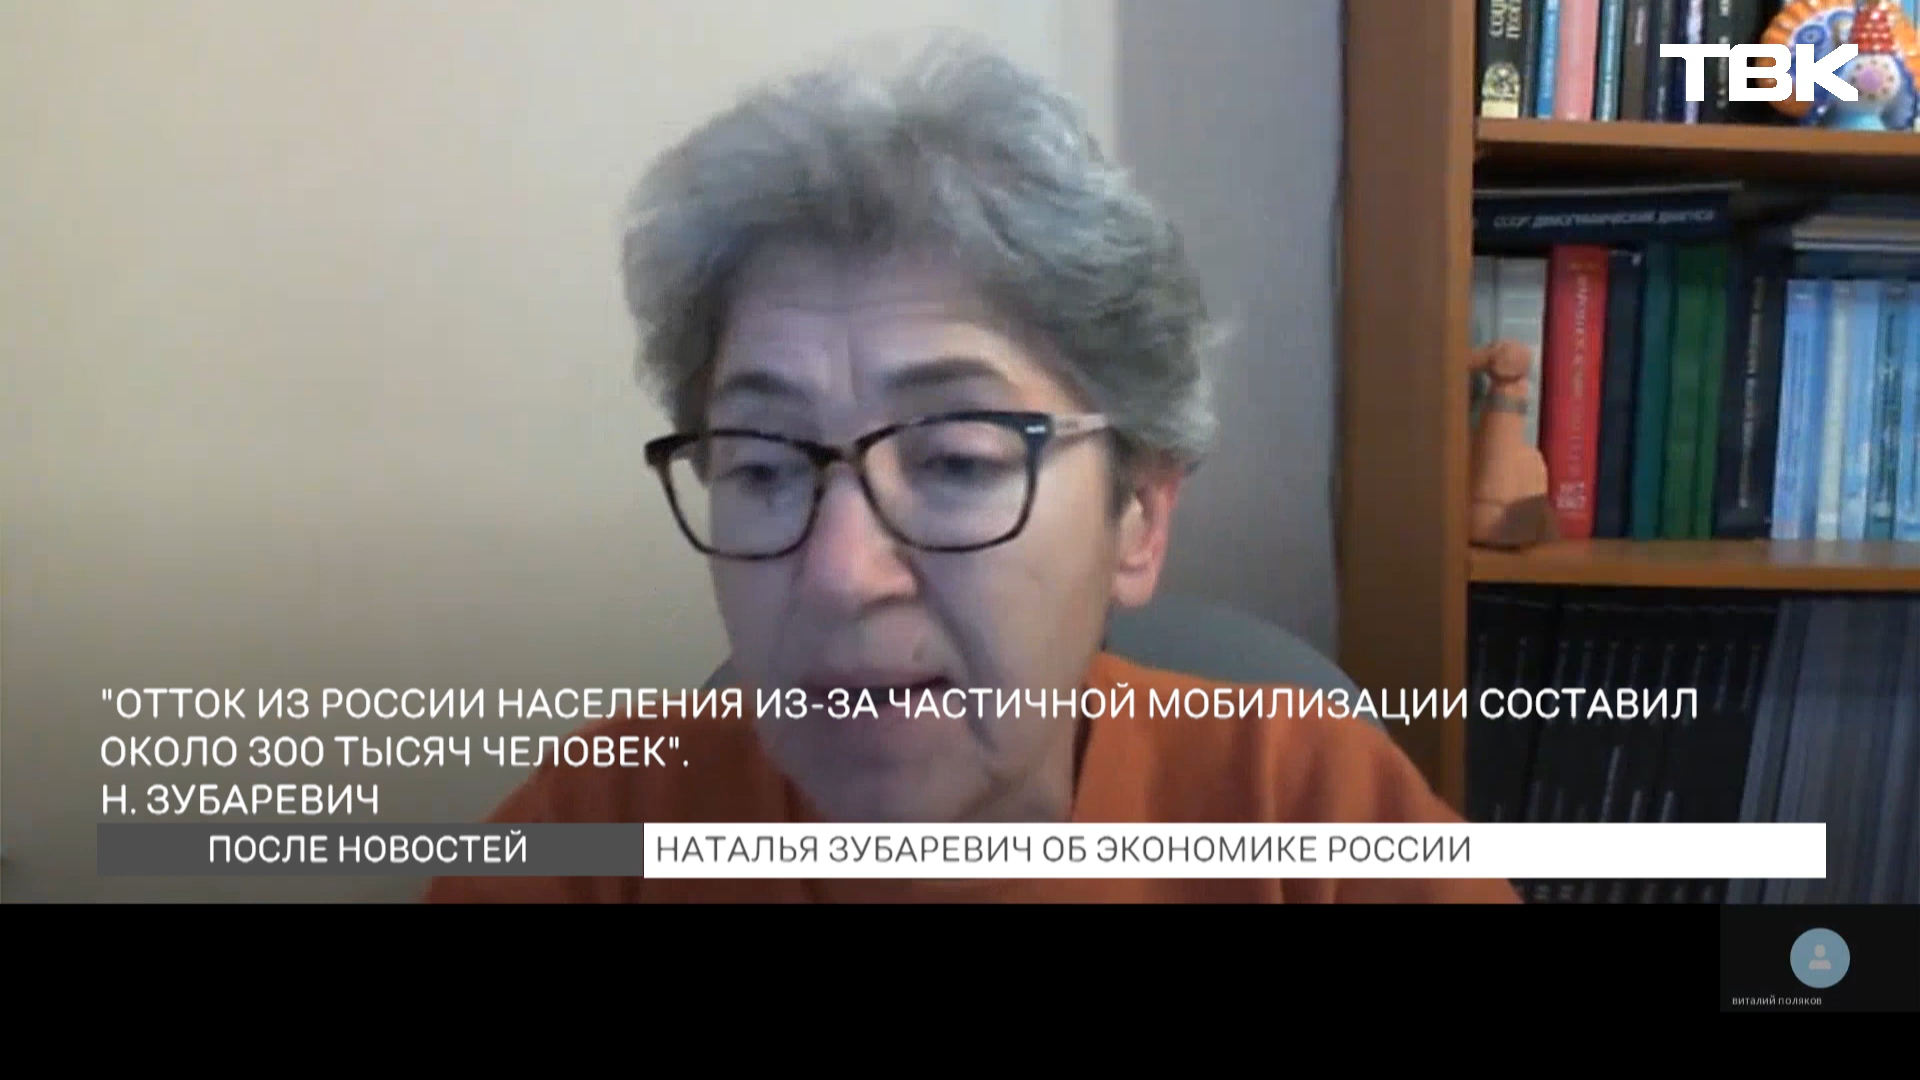 ТВК
СОЦИ
"ОТТОК ИЗ РОССИИ НАСЕЛЕНИЯ ИЗ-ЗА ЧАСТИЧНОЙ МОБИЛИЗАЦИИ СОСТАВИЛ
ОКОЛО 300 ТЫСЯЧ ЧЕЛОВЕК".
Н. ЗУБАРЕВИЧ
ПОСЛЕ НОВОСТЕЙ
НАТАЛЬЯ ЗУБАРЕВИЧ ОБ ЭКОНОМИКЕ РОССИИ
виталий поляков